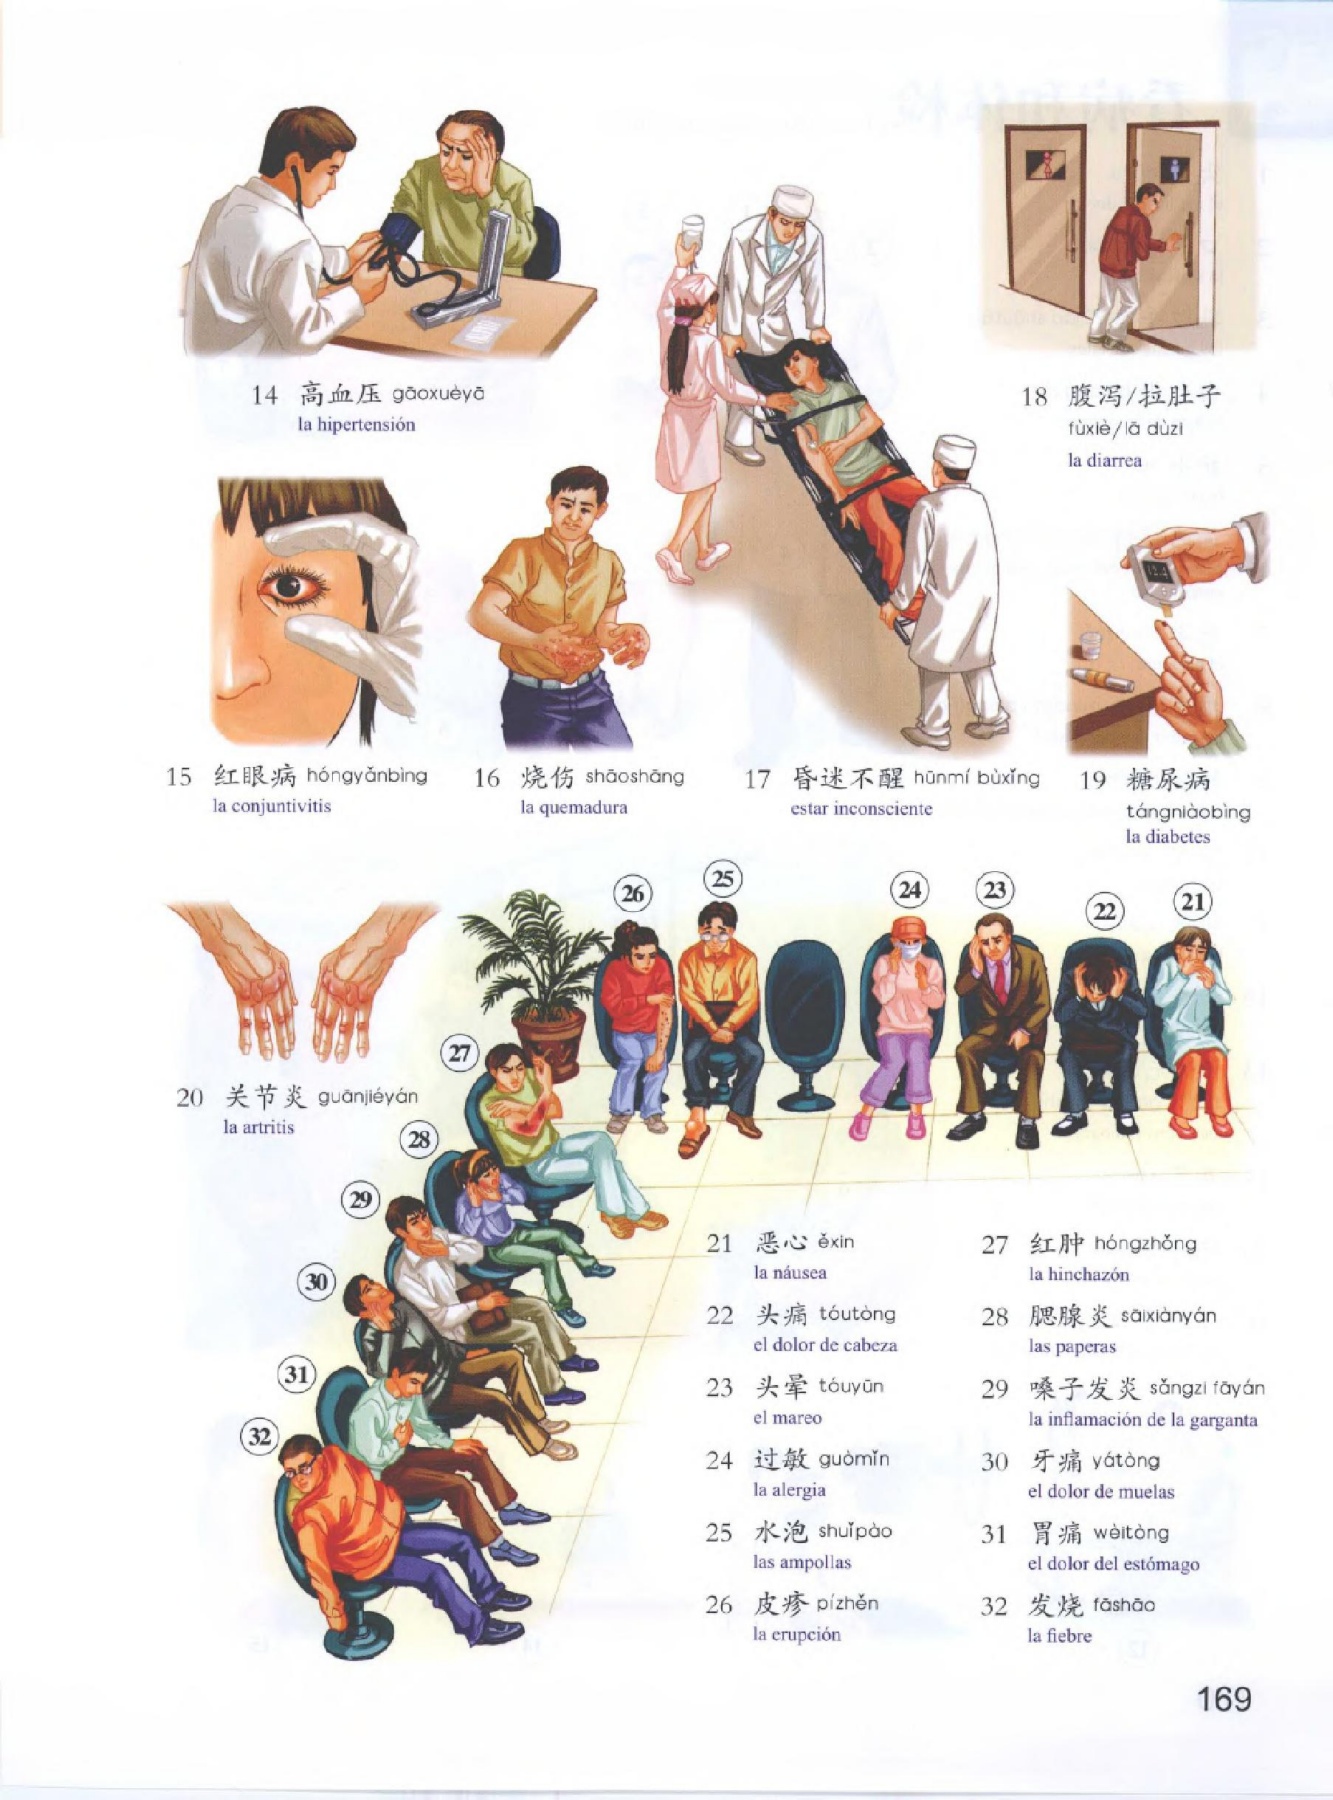 14 高血压 gāoxuèyā
la hipertensión
18 腹泻/拉肚子
fùxiè/lā dùzi
la diarrea
15 红眼病 hóngyǎnbìng
la conjuntivitis
16 烧伤 shāoshāng
la quemadura
17 昏迷不醒 hūnmí bùxǐng
estar inconsciente
19 糖尿病
tángniàobìng
la diabetes
20 关节炎 guānjiéyán
la artritis
26
25
24
23
22
21
27
28
29
30
31
32
21 恶心 ěxin
la náusea
22 头痛 tóutòng
el dolor de cabeza
23 头晕 tóuyūn
el mareo
24 过敏 guòmǐn
la alergia
25 水泡 shuǐpào
las ampollas
26 皮疹 pízhěn
la erupción
27 红肿 hóngzhǒng
la hinchazón
28 腮腺炎 sāixiànyán
las paperas
29 嗓子发炎 sǎngzi fāyán
la inflamación de la garganta
30 牙痛 yátòng
el dolor de muelas
31 胃痛 wèitòng
el dolor del estómago
32 发烧 fāshāo
la fiebre
169